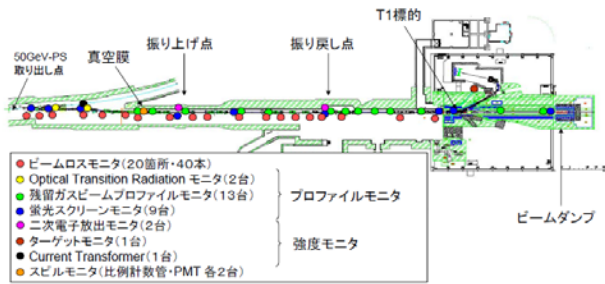 T1標的
振り上げ点
振り戻し点
真空膜
50GeV-PS
取り出し点
ビームロスモニタ(20箇所・40本)
Optical Transition Radiation モニタ(2台)
残留ガスビームプロファイルモニタ(13台)
蛍光スクリーンモニタ(9台)
二次電子放出モニタ(2台)
ターゲットモニタ(1台)
Current Transformer(1台)
スピルモニタ(比例計数管・PMT 各2台)
プロファイルモニタ
強度モニタ
ビームダンプ